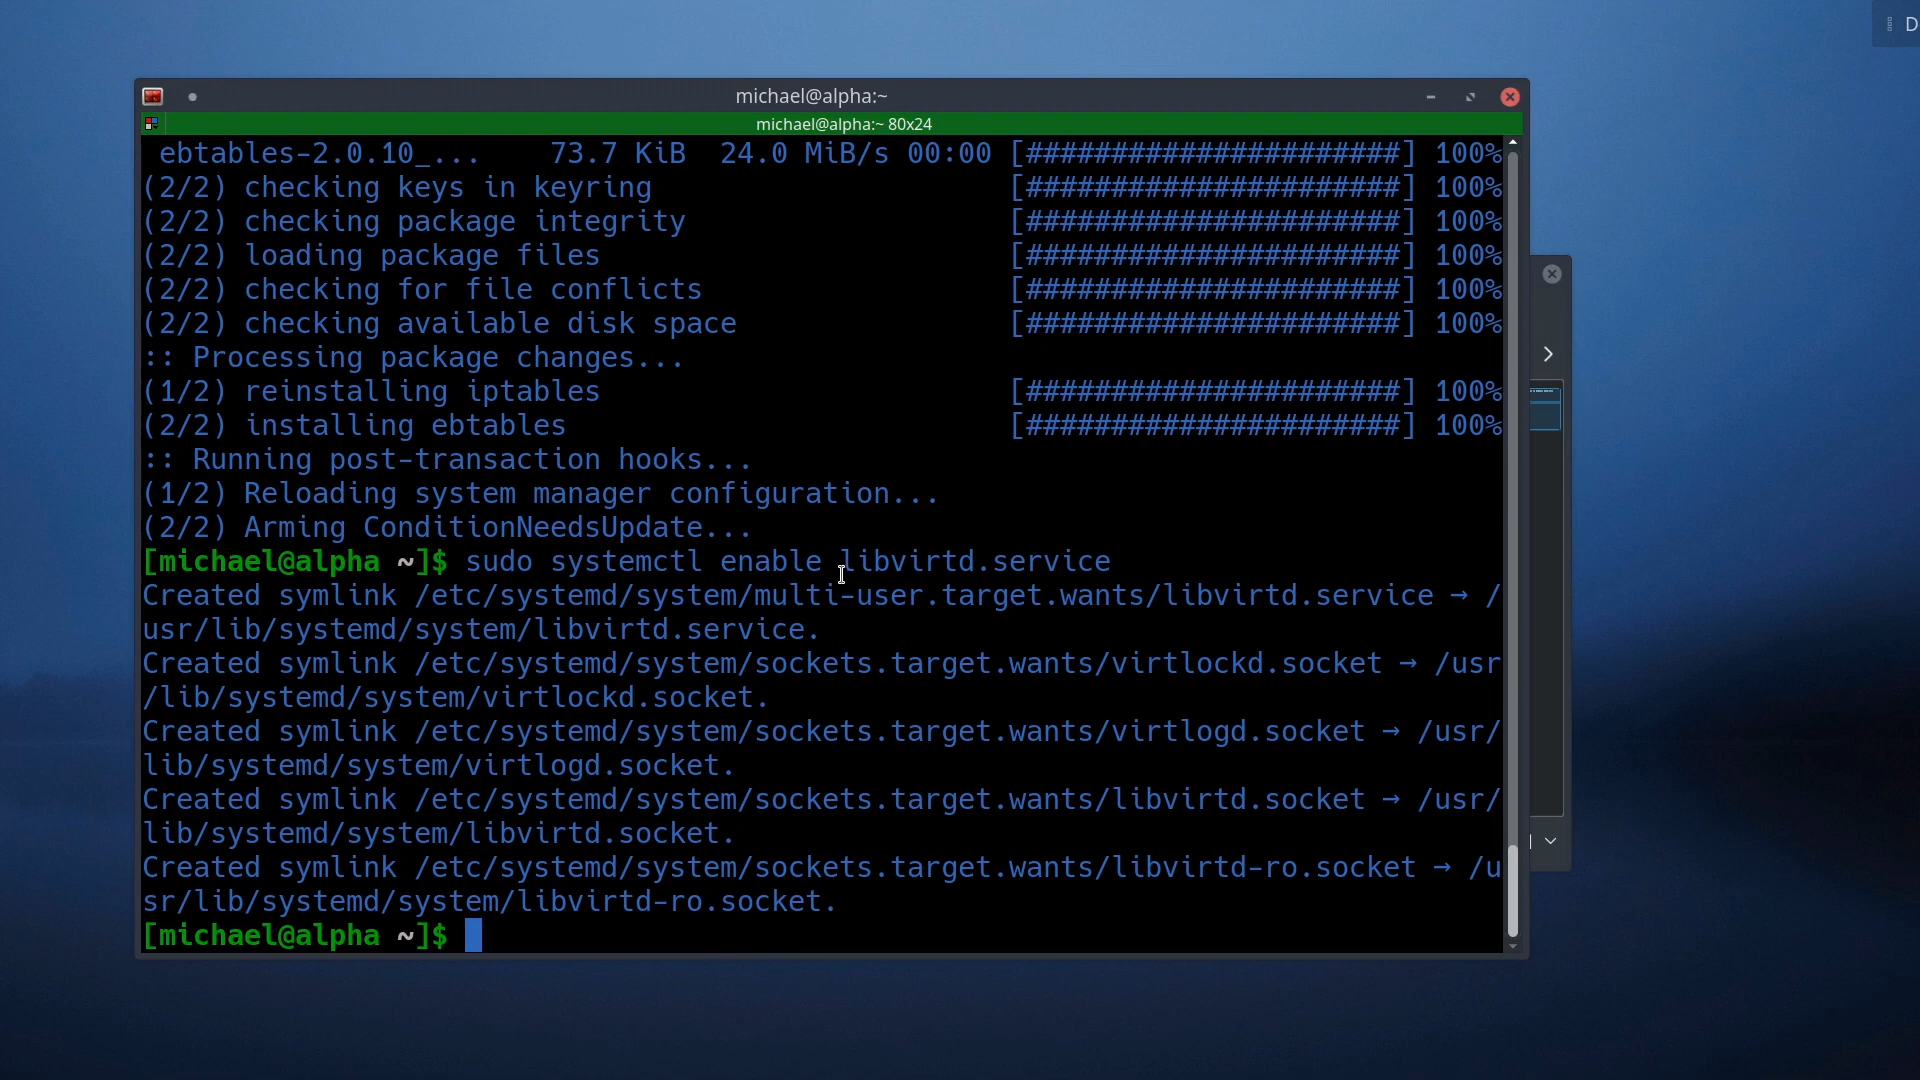 D
michael@alpha:~
michael@alpha:~ 80x24
ebtables-2.0.10_... 73.7 KiB 24.0 MiB/s 00:00 [######################] 100%
(2/2) checking keys in keyring [######################] 100%
(2/2) checking package integrity [######################] 100%
(2/2) loading package files [######################] 100%
(2/2) checking for file conflicts [######################] 100%
(2/2) checking available disk space [######################] 100%
:: Processing package changes...
(1/2) reinstalling iptables [######################] 100%
(2/2) installing ebtables [######################] 100%
:: Running post-transaction hooks...
(1/2) Reloading system manager configuration...
(2/2) Arming ConditionNeedsUpdate...
[michael@alpha ~]$ sudo systemctl enable libvirtd.service
Created symlink /etc/systemd/system/multi-user.target.wants/libvirtd.service → /
usr/lib/systemd/system/libvirtd.service.
Created symlink /etc/systemd/system/sockets.target.wants/virtlockd.socket → /usr
/lib/systemd/system/virtlockd.socket.
Created symlink /etc/systemd/system/sockets.target.wants/virtlogd.socket → /usr/
lib/systemd/system/virtlogd.socket.
Created symlink /etc/systemd/system/sockets.target.wants/libvirtd.socket → /usr/
lib/systemd/system/libvirtd.socket.
Created symlink /etc/systemd/system/sockets.target.wants/libvirtd-ro.socket → /u
sr/lib/systemd/system/libvirtd-ro.socket.
[michael@alpha ~]$